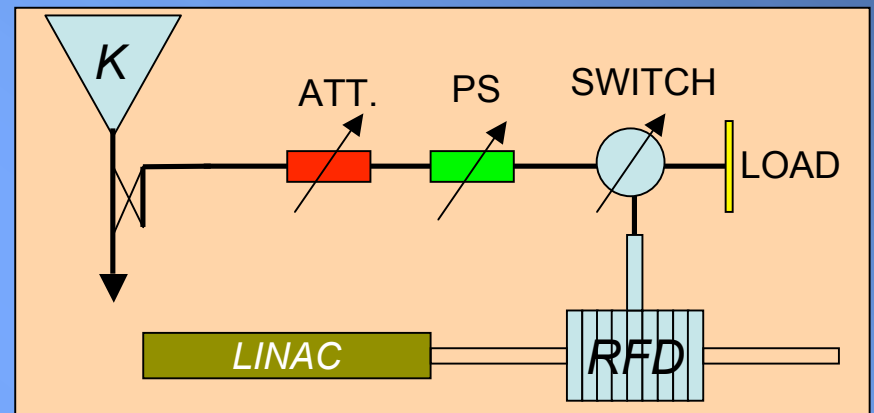 K
ATT.
PS
SWITCH
LOAD
LINAC
RFD